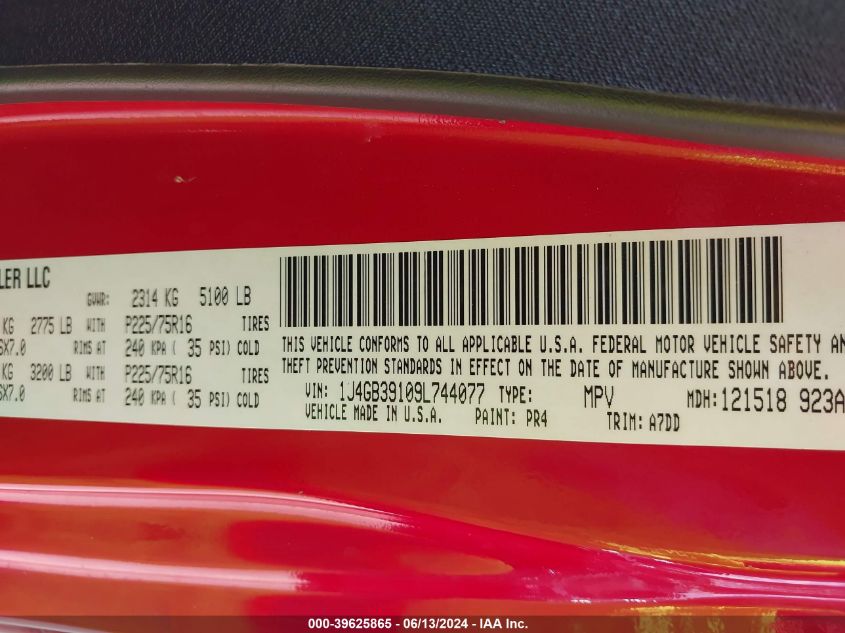 LER LLC
GVWR: 2314 KG 5100 LB
KG 2775 LB WITH P225/75R16 TIRES
SX7.0 RIMS AT 240 KPA ( 35 PSI) COLD
KG 3200 LB WITH P225/75R16 TIRES
SX7.0 RIMS AT 240 KPA ( 35 PSI) COLD
THIS VEHICLE CONFORMS TO ALL APPLICABLE U.S.A. FEDERAL MOTOR VEHICLE SAFETY AN
THEFT PREVENTION STANDARDS IN EFFECT ON THE DATE OF MANUFACTURE SHOWN ABOVE.
VIN: 1J4GB39109L744077 TYPE: MPV MDH: 121518 923A
VEHICLE MADE IN U.S.A. PAINT: PR4 TRIM: A7DD
000-39625865 / 06/13/2024 - IAA Inc.